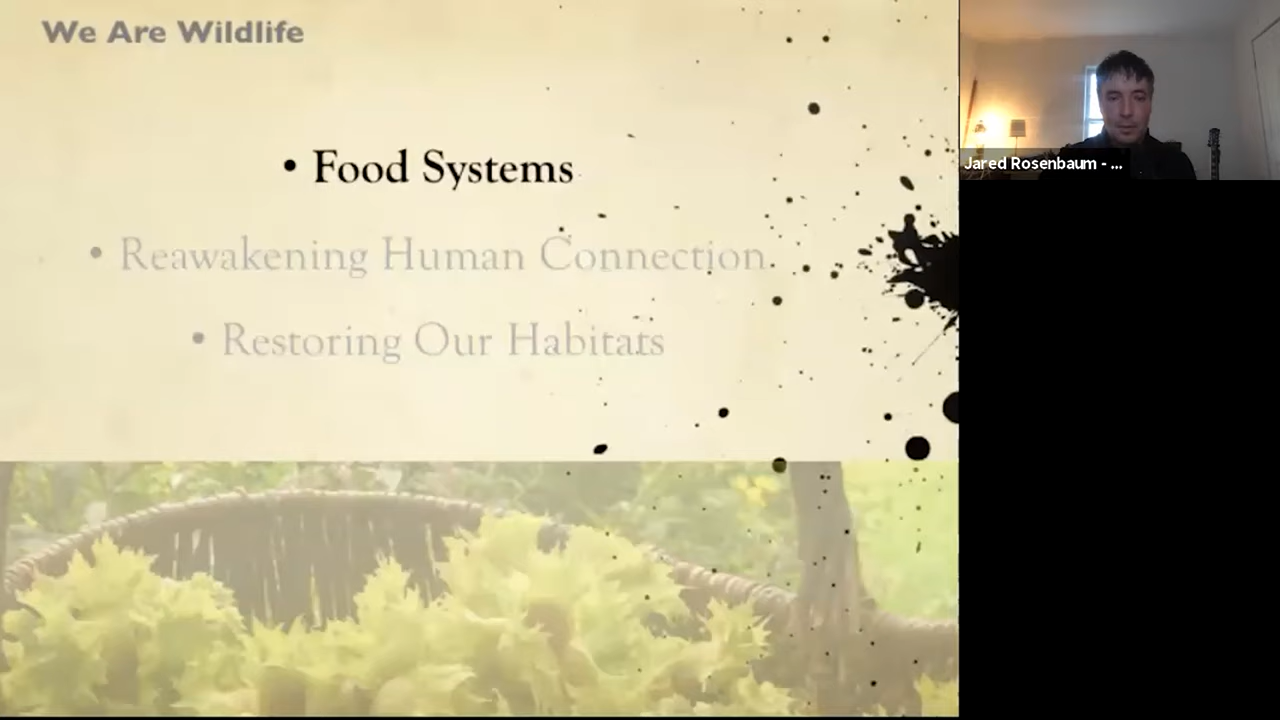 We Are Wildlife
• Food Systems
• Reawakening Human Connection
• Restoring Our Habitats
Jared Rosenbaum - ...